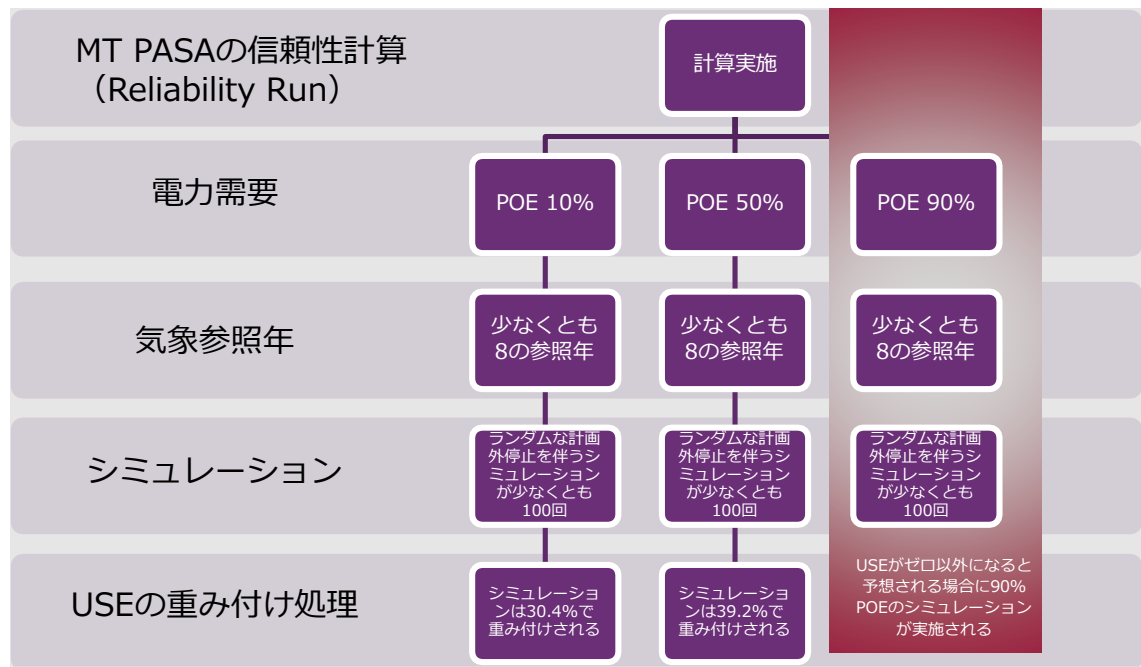 MT PASAの信頼性計算
（Reliability Run）
計算実施
電力需要
POE 10%
POE 50%
POE 90%
気象参照年
少なくとも
8の参照年
少なくとも
8の参照年
少なくとも
8の参照年
シミュレーション
ランダムな計画
外停止を伴うシ
ミュレーション
が少なくとも
100回
ランダムな計画
外停止を伴うシ
ミュレーション
が少なくとも
100回
ランダムな計画
外停止を伴うシ
ミュレーション
が少なくとも
100回
USEの重み付け処理
シミュレーショ
ンは30.4%で
重み付けされる
シミュレーショ
ンは39.2%で
重み付けされる
USEがゼロ以外になると
予想される場合に90%
POEのシミュレーション
が実施される